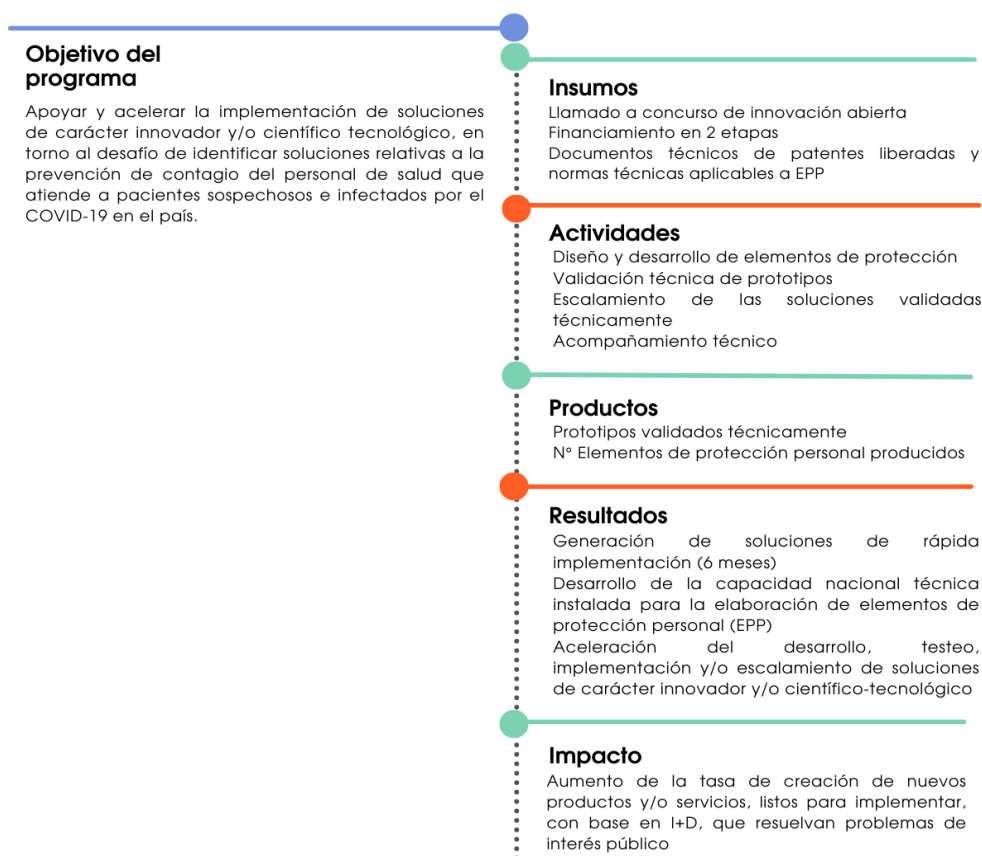 Objetivo del
programa
Apoyar y acelerar la implementación de soluciones
de carácter innovador y/o científico tecnológico, en
torno al desafío de identificar soluciones relativas a la
prevención de contagio del personal de salud que
atiende a pacientes sospechosos e infectados por el
COVID-19 en el país.
Insumos
Llamado a concurso de innovación abierta
Financiamiento en 2 etapas
Documentos técnicos de patentes liberadas y
normas técnicas aplicables a EPP
Actividades
Diseño y desarrollo de elementos de protección
Validación técnica de prototipos
Escalamiento de las soluciones validadas
técnicamente
Acompañamiento técnico
Productos
Prototipos validados técnicamente
N° Elementos de protección personal producidos
Resultados
Generación de soluciones de rápida
implementación (6 meses)
Desarrollo de la capacidad nacional técnica
instalada para la elaboración de elementos de
protección personal (EPP)
Aceleración del desarrollo, testeo,
implementación y/o escalamiento de soluciones
de carácter innovador y/o científico-tecnológico
Impacto
Aumento de la tasa de creación de nuevos
productos y/o servicios, listos para implementar,
con base en I+D, que resuelvan problemas de
interés público